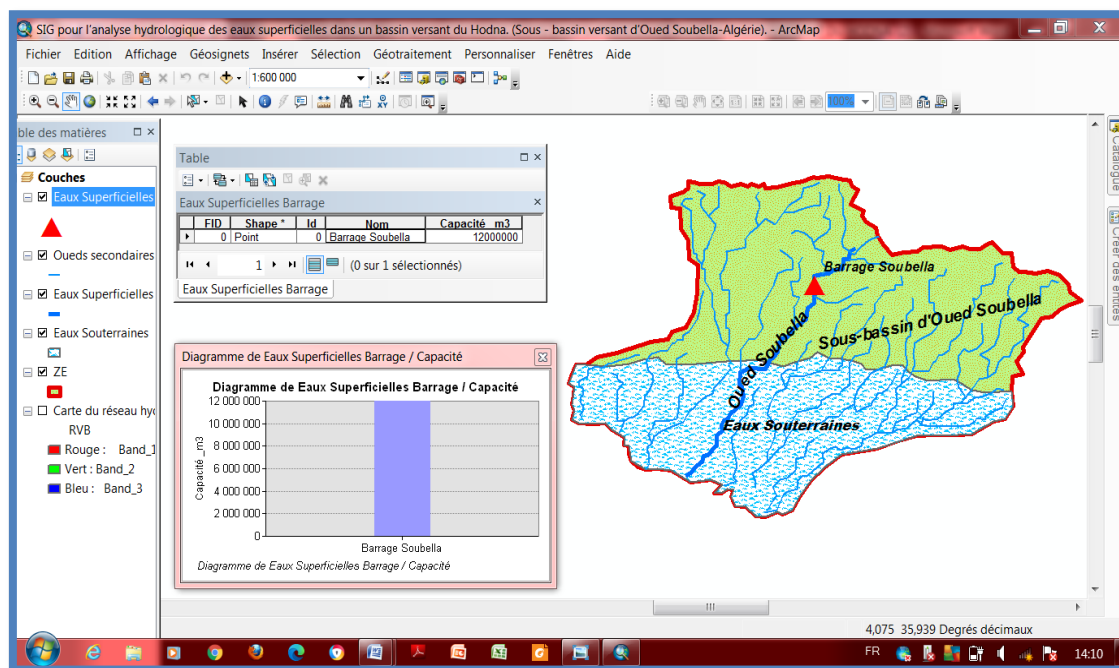 SIG pour l'analyse hydrologique des eaux superficielles dans un bassin versant du Hodna. (Sous - bassin versant d'Oued Soubella-Algérie). - ArcMap
Fichier Edition Affichage Géosignets Insérer Sélection Géotraitement Personnaliser Fenêtres Aide
1:600 000
100%
ble des matières
Couches
Eaux Superficielles
Oueds secondaires
Eaux Superficielles
Eaux Souterraines
ZE
Carte du réseau hy
RVB
Rouge : Band_1
Vert : Band_2
Bleu : Band_3
Table
Eaux Superficielles Barrage
FID Shape * Id Nom Capacité_m3
0 Point 0 Barrage Soubella 12000000
1 (0 sur 1 sélectionnés)
Eaux Superficielles Barrage
Diagramme de Eaux Superficielles Barrage / Capacité
Diagramme de Eaux Superficielles Barrage / Capacité
Capacité_m3
12 000 000
10 000 000
8 000 000
6 000 000
4 000 000
2 000 000
0
Barrage Soubella
Diagramme de Eaux Superficielles Barrage / Capacité
Barrage Soubella
Sous-bassin d'Oued Soubella
Oued Soubella
Eaux Souterraines
Catalogue
Créer des entités
4,075 35,939 Degrés décimaux
FR
14:10